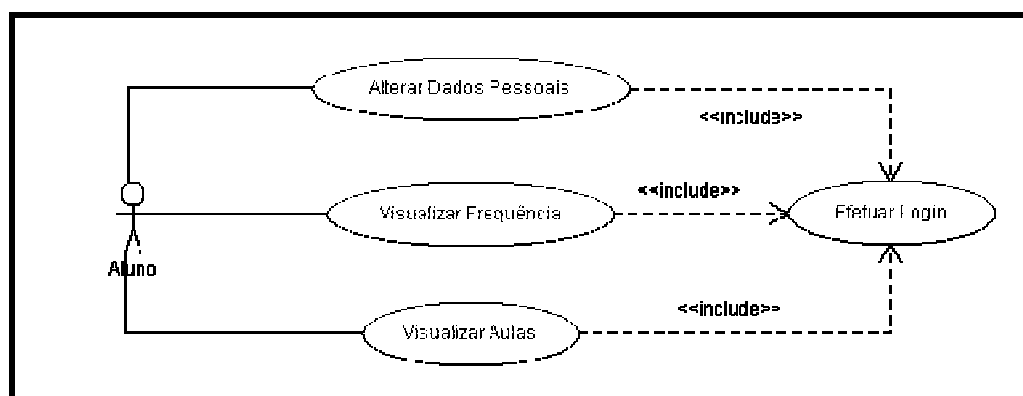 Alterar Dados Pessoais
<<include>>
<<include>>
Visualizar Frequência
Efetuar Login
Aluno
<<include>>
Visualizar Aulas